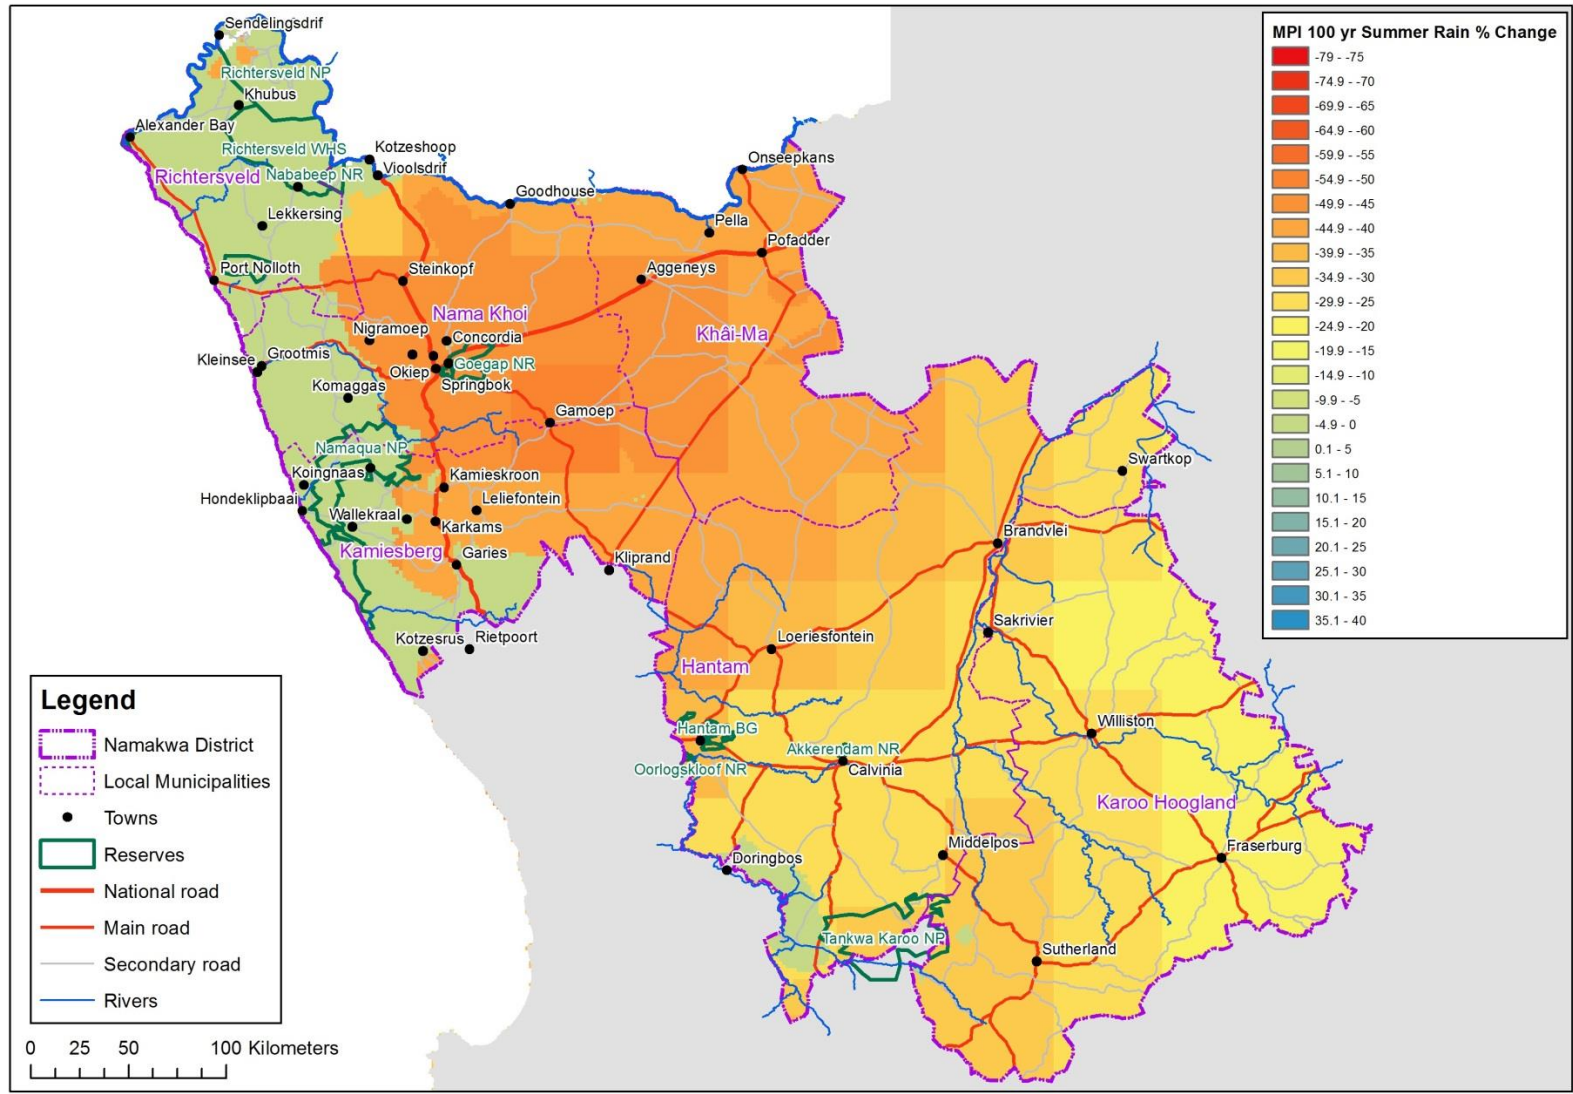 Sendelingsdrif
Richtersveld NP
Khubus
Alexander Bay
Richtersveld WHS
Kotzeshoop
Vioolsdrif
Richtersveld
Nababeep NR
Lekkersing
Goodhouse
Onseepkans
Pella
Pofadder
Port Nolloth
Steinkopf
Aggeneys
Nama Khoi
Khâi-Ma
Nigramoep
Concordia
Kleinsee
Grootmis
Okiep
Goegap NR
Springbok
Komaggas
Gamoep
Namaqua NP
Koingnaas
Kamieskroon
Hondeklipbaai
Leliefontein
Wallekraal
Karkams
Kamiesberg
Garies
Kliprand
Kotzesrus
Rietpoort
Swartkop
Brandvlei
Sakrivier
Loeriesfontein
Hantam
Hantam BG
Williston
Akkerendam NR
Oorlogskloof NR
Calvinia
Karoo Hoogland
Middelpos
Fraserburg
Doringbos
Tankwa Karoo NP
Sutherland
MPI 100 yr Summer Rain % Change
-79 - -75
-74.9 - -70
-69.9 - -65
-64.9 - -60
-59.9 - -55
-54.9 - -50
-49.9 - -45
-44.9 - -40
-39.9 - -35
-34.9 - -30
-29.9 - -25
-24.9 - -20
-19.9 - -15
-14.9 - -10
-9.9 - -5
-4.9 - 0
0.1 - 5
5.1 - 10
10.1 - 15
15.1 - 20
20.1 - 25
25.1 - 30
30.1 - 35
35.1 - 40
Legend
Namakwa District
Local Municipalities
Towns
Reserves
National road
Main road
Secondary road
Rivers
0 25 50 100 Kilometers